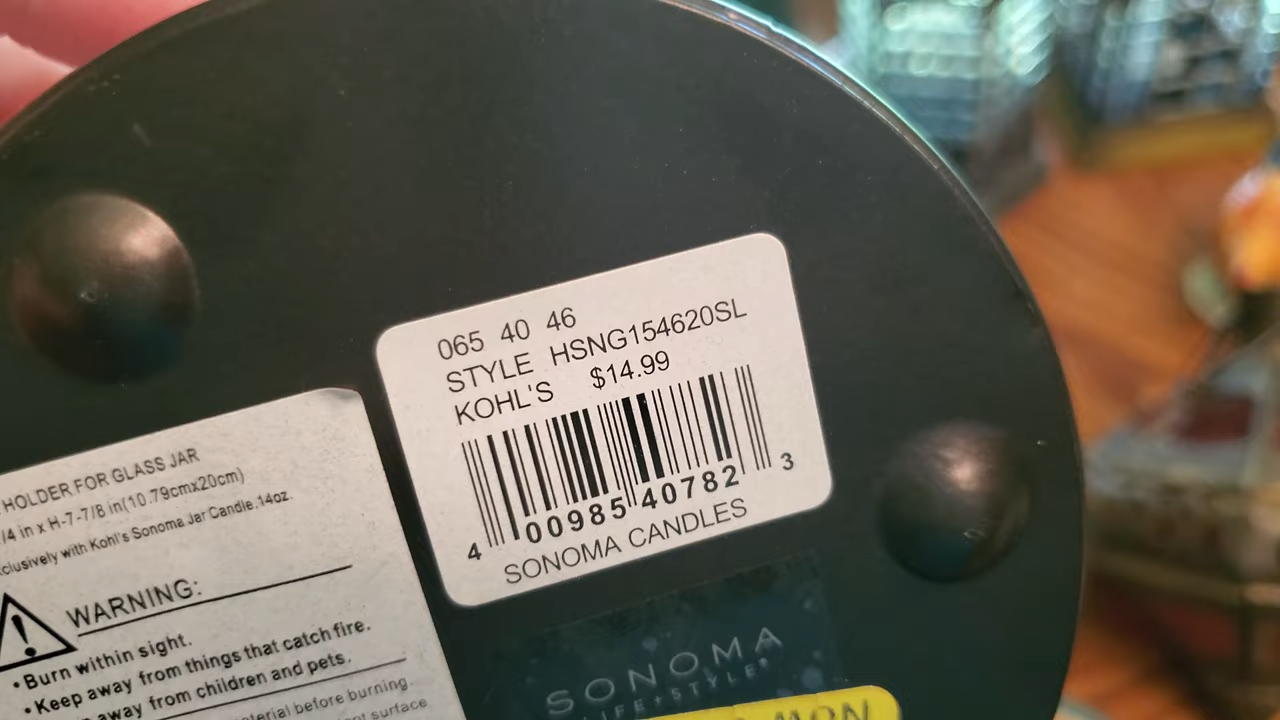 065 40 46
STYLE HSNG154620SL
KOHL'S $14.99
4 00985 40782 3
SONOMA CANDLES
HOLDER FOR GLASS JAR
/4 in x H-7-7/8 in(10.79cmx20cm)
clusively with Kohl's Sonoma Jar Candle,14oz.
WARNING:
•Burn within sight.
•Keep away from things that catch fire.
away from children and pets.
before burning.
surface
SONOMA
LIFE+STYLE®